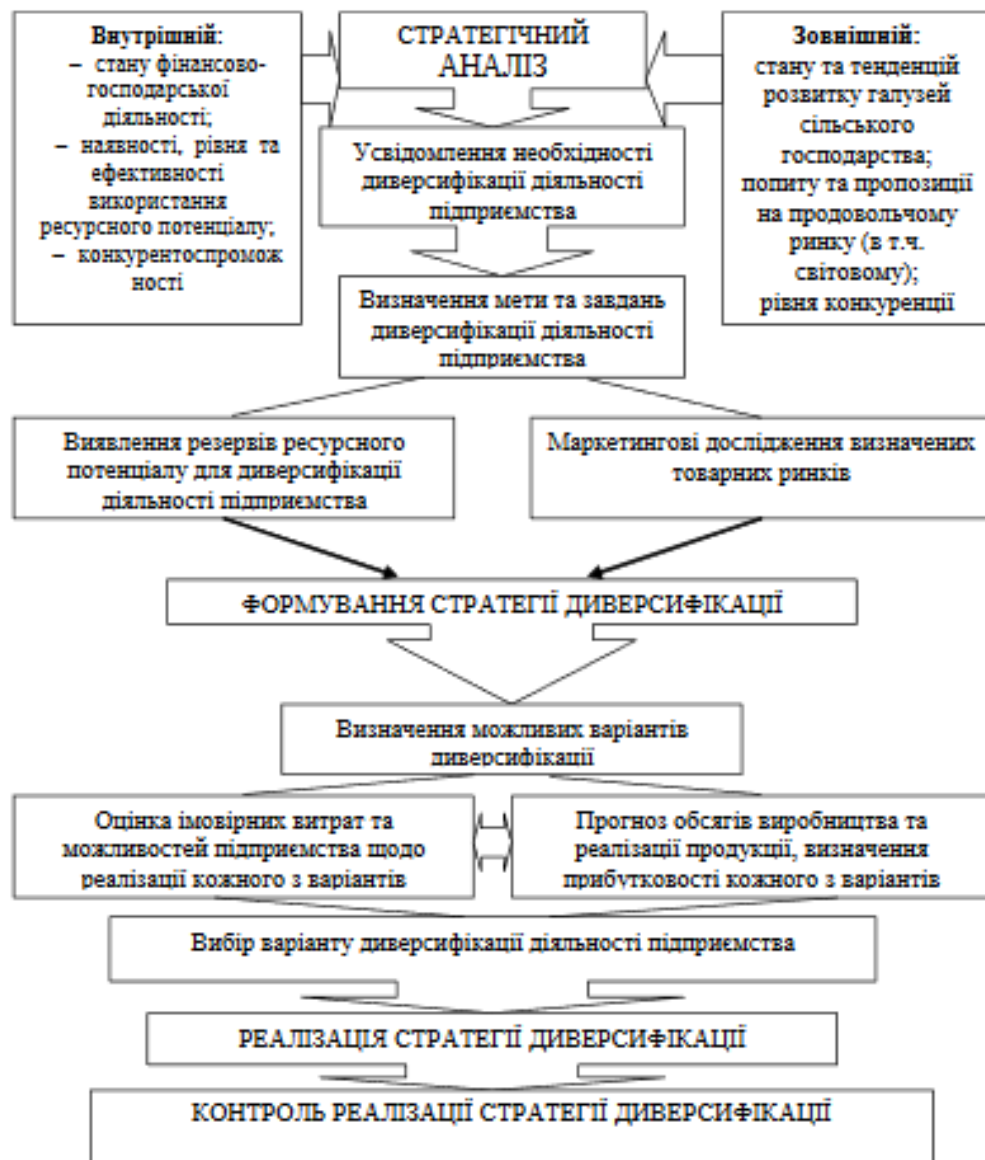 Внутрішній:
– стану фінансово-
господарської
діяльності;
– наявності, рівня та
ефективності
використання
ресурсного потенціалу;
– конкурентоспромож
ності
СТРАТЕГІЧНИЙ
АНАЛІЗ
Зовнішній:
стану та тенденцій
розвитку галузей
сільського
господарства;
попиту та пропозиції
на продовольчому
ринку (в т.ч.
світовому);
рівня конкуренції
Усвідомлення необхідності
диверсифікації діяльності
підприємства
Визначення мети та завдань
диверсифікації діяльності
підприємства
Виявлення резервів ресурсного
потенціалу для диверсифікації
діяльності підприємства
Маркетингові дослідження визначених
товарних ринків
ФОРМУВАННЯ СТРАТЕГІЇ ДИВЕРСИФІКАЦІЇ
Визначення можливих варіантів
диверсифікації
Оцінка імовірних витрат та
можливостей підприємства щодо
реалізації кожного з варіантів
Прогноз обсягів виробництва та
реалізації продукції, визначення
прибутковості кожного з варіантів
Вибір варіанту диверсифікації діяльності підприємства
РЕАЛІЗАЦІЯ СТРАТЕГІЇ ДИВЕРСИФІКАЦІЇ
КОНТРОЛЬ РЕАЛІЗАЦІЇ СТРАТЕГІЇ ДИВЕРСИФІКАЦІЇ